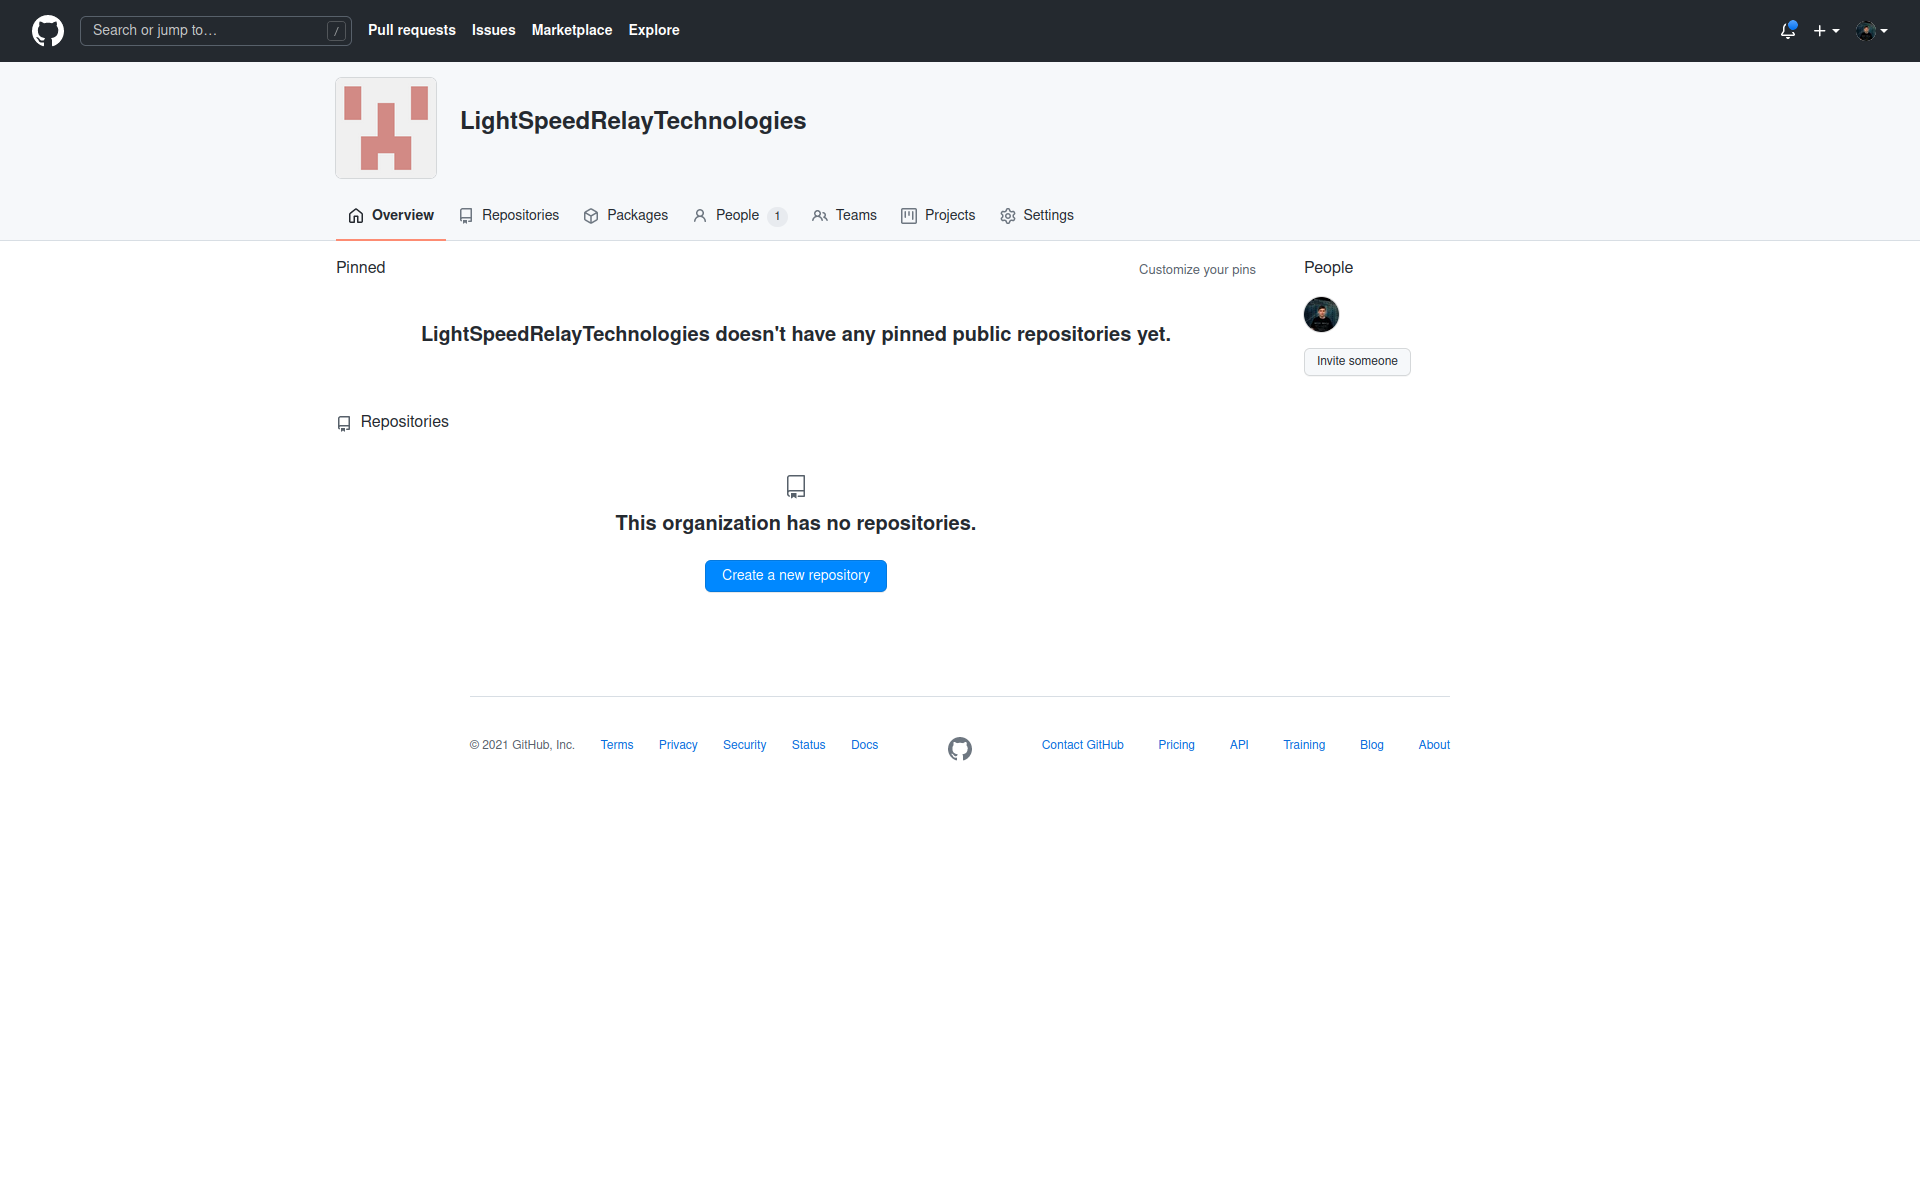 Search or jump to…
/
Pull requests
Issues
Marketplace
Explore
LightSpeedRelayTechnologies
Overview
Repositories
Packages
People 1
Teams
Projects
Settings
Pinned
Customize your pins
LightSpeedRelayTechnologies doesn't have any pinned public repositories yet.
People
Invite someone
Repositories
This organization has no repositories.
Create a new repository
© 2021 GitHub, Inc.
Terms
Privacy
Security
Status
Docs
Contact GitHub
Pricing
API
Training
Blog
About